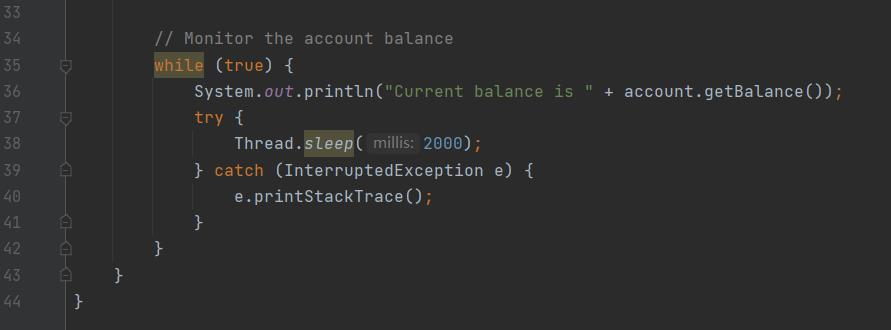 33
34 // Monitor the account balance
35 while (true) {
36 System.out.println("Current balance is " + account.getBalance());
37 try {
38 Thread.sleep( millis: 2000);
39 } catch (InterruptedException e) {
40 e.printStackTrace();
41 }
42 }
43 }
44 }